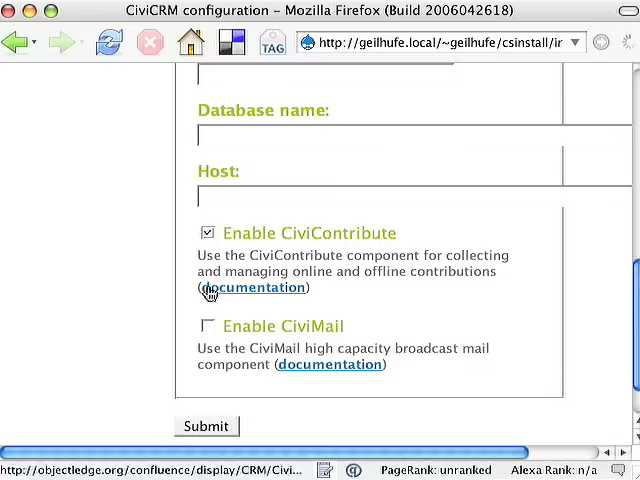 CiviCRM configuration - Mozilla Firefox (Build 2006042618)
TAG
http://geilhufe.local/~geilhufe/csinstall/ir
Database name:
Host:
Enable CiviContribute
Use the CiviContribute component for collecting
and managing online and offline contributions
(documentation)
Enable CiviMail
Use the CiviMail high capacity broadcast mail
component (documentation)
Submit
http://objectledge.org/confluence/display/CRM/Civi...
PageRank: unranked
Alexa Rank: n/a